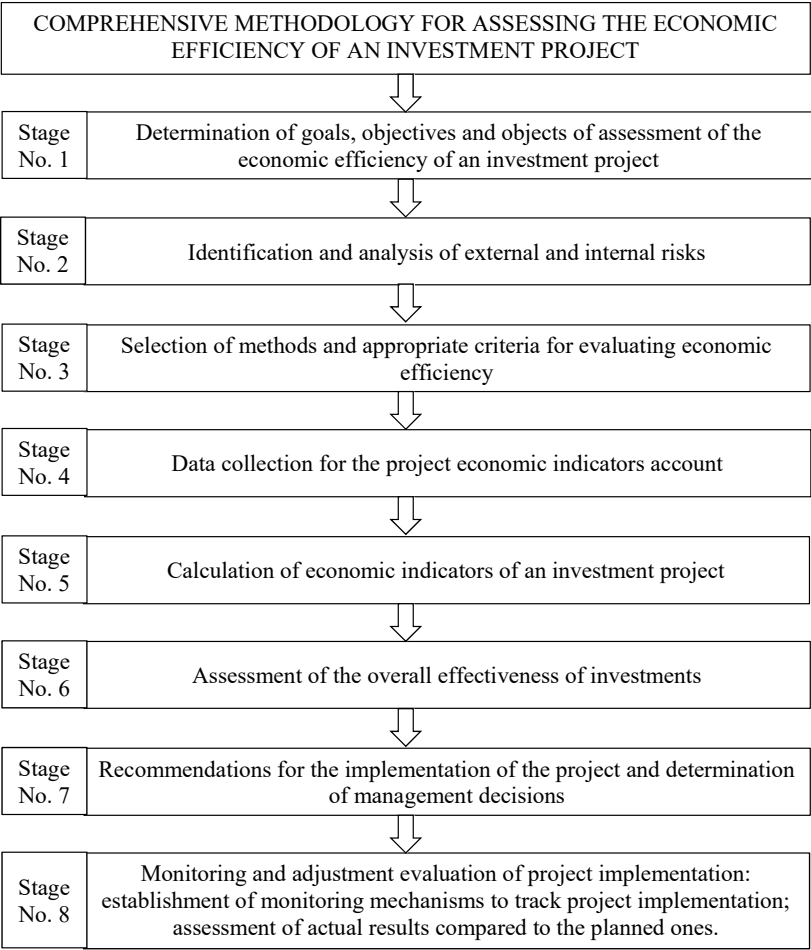 COMPREHENSIVE METHODOLOGY FOR ASSESSING THE ECONOMIC
EFFICIENCY OF AN INVESTMENT PROJECT
Stage
No. 1
Determination of goals, objectives and objects of assessment of the
economic efficiency of an investment project
Stage
No. 2
Identification and analysis of external and internal risks
Stage
No. 3
Selection of methods and appropriate criteria for evaluating economic
efficiency
Stage
No. 4
Data collection for the project economic indicators account
Stage
No. 5
Calculation of economic indicators of an investment project
Stage
No. 6
Assessment of the overall effectiveness of investments
Stage
No. 7
Recommendations for the implementation of the project and determination
of management decisions
Stage
No. 8
Monitoring and adjustment evaluation of project implementation:
establishment of monitoring mechanisms to track project implementation;
assessment of actual results compared to the planned ones.